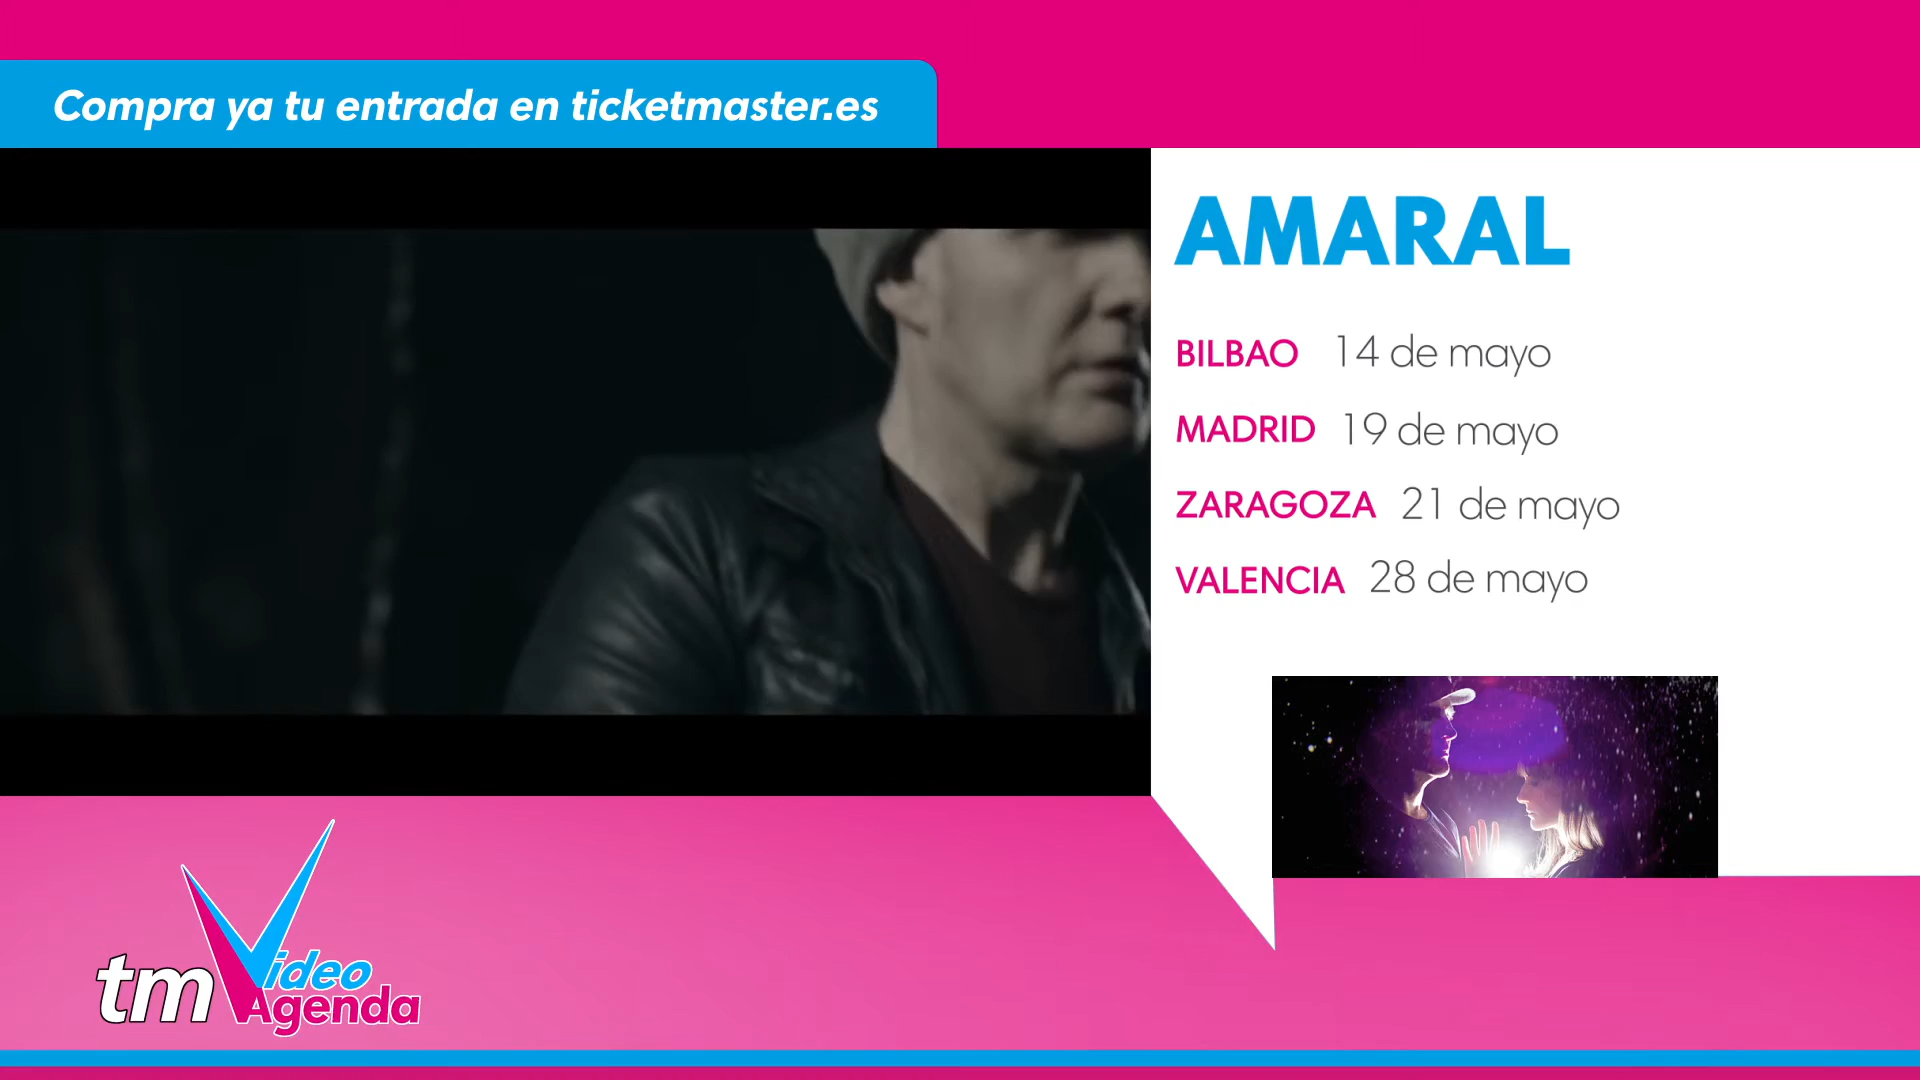 Compra ya tu entrada en ticketmaster.es
AMARAL
BILBAO 14 de mayo
MADRID 19 de mayo
ZARAGOZA 21 de mayo
VALENCIA 28 de mayo
tm Video
Agenda